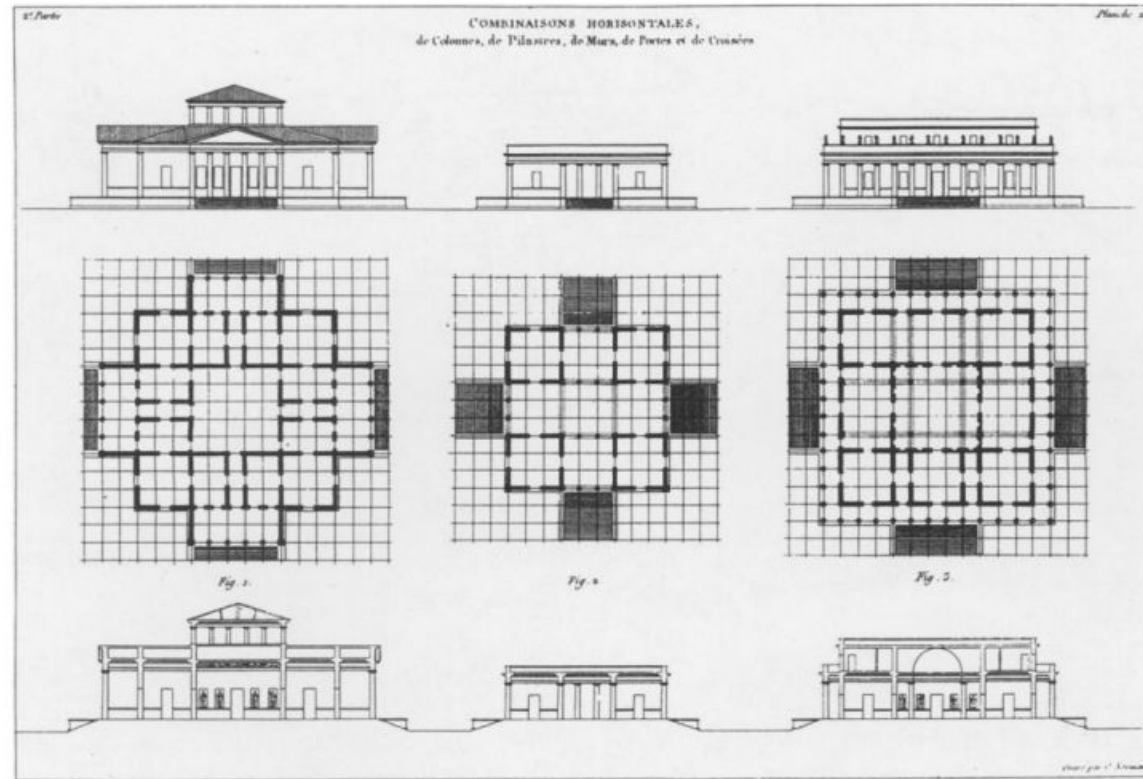 2e. Partie
COMBINAISONS HORISONTALES,
Planche 2
de Colonnes, de Pilastres, de Murs, de Portes et de Croisées
Fig. 1.
Fig. 2
Fig. 3.